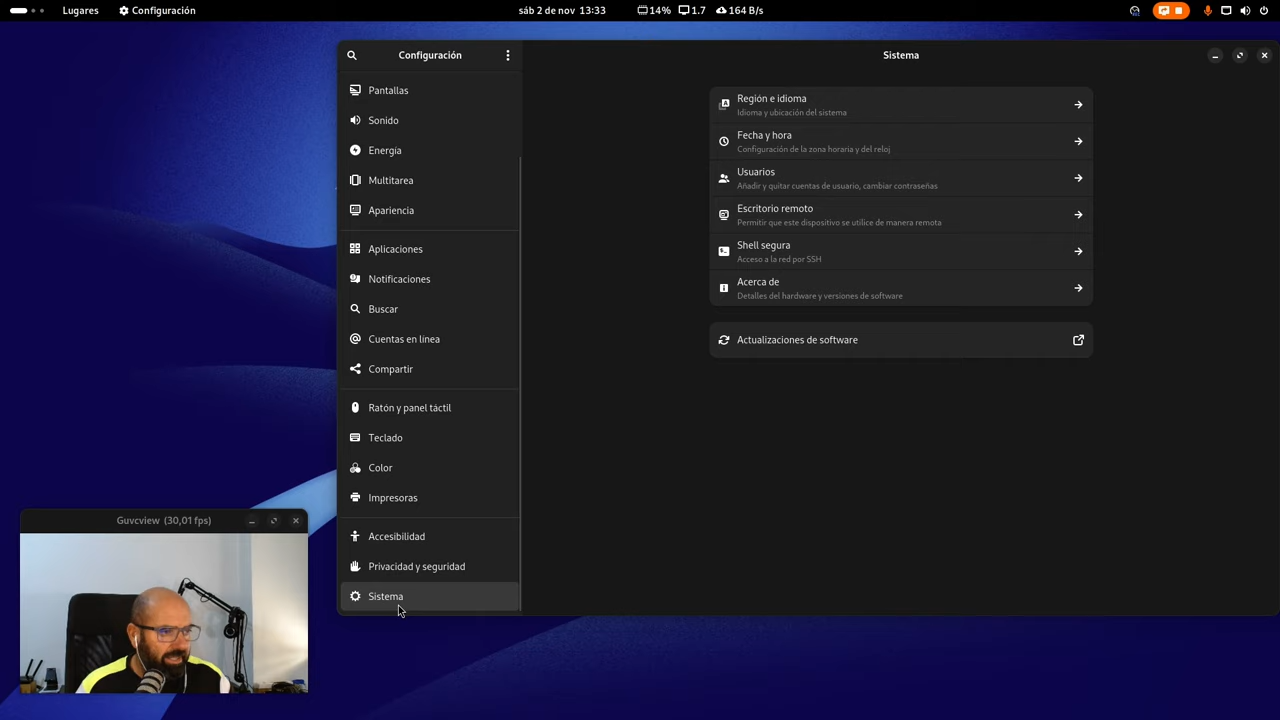 Lugares
Configuración
sáb 2 de nov 13:33
14%
1.7
164 B/s
Configuración
Pantallas
Sonido
Energía
Multitarea
Apariencia
Aplicaciones
Notificaciones
Buscar
Cuentas en línea
Compartir
Ratón y panel táctil
Teclado
Color
Impresoras
Accesibilidad
Privacidad y seguridad
Sistema
Sistema
Región e idioma
Idioma y ubicación del sistema
Fecha y hora
Configuración de la zona horaria y del reloj
Usuarios
Añadir y quitar cuentas de usuario, cambiar contraseñas
Escritorio remoto
Permitir que este dispositivo se utilice de manera remota
Shell segura
Acceso a la red por SSH
Acerca de
Detalles del hardware y versiones de software
Actualizaciones de software
Guvcview (30,01 fps)